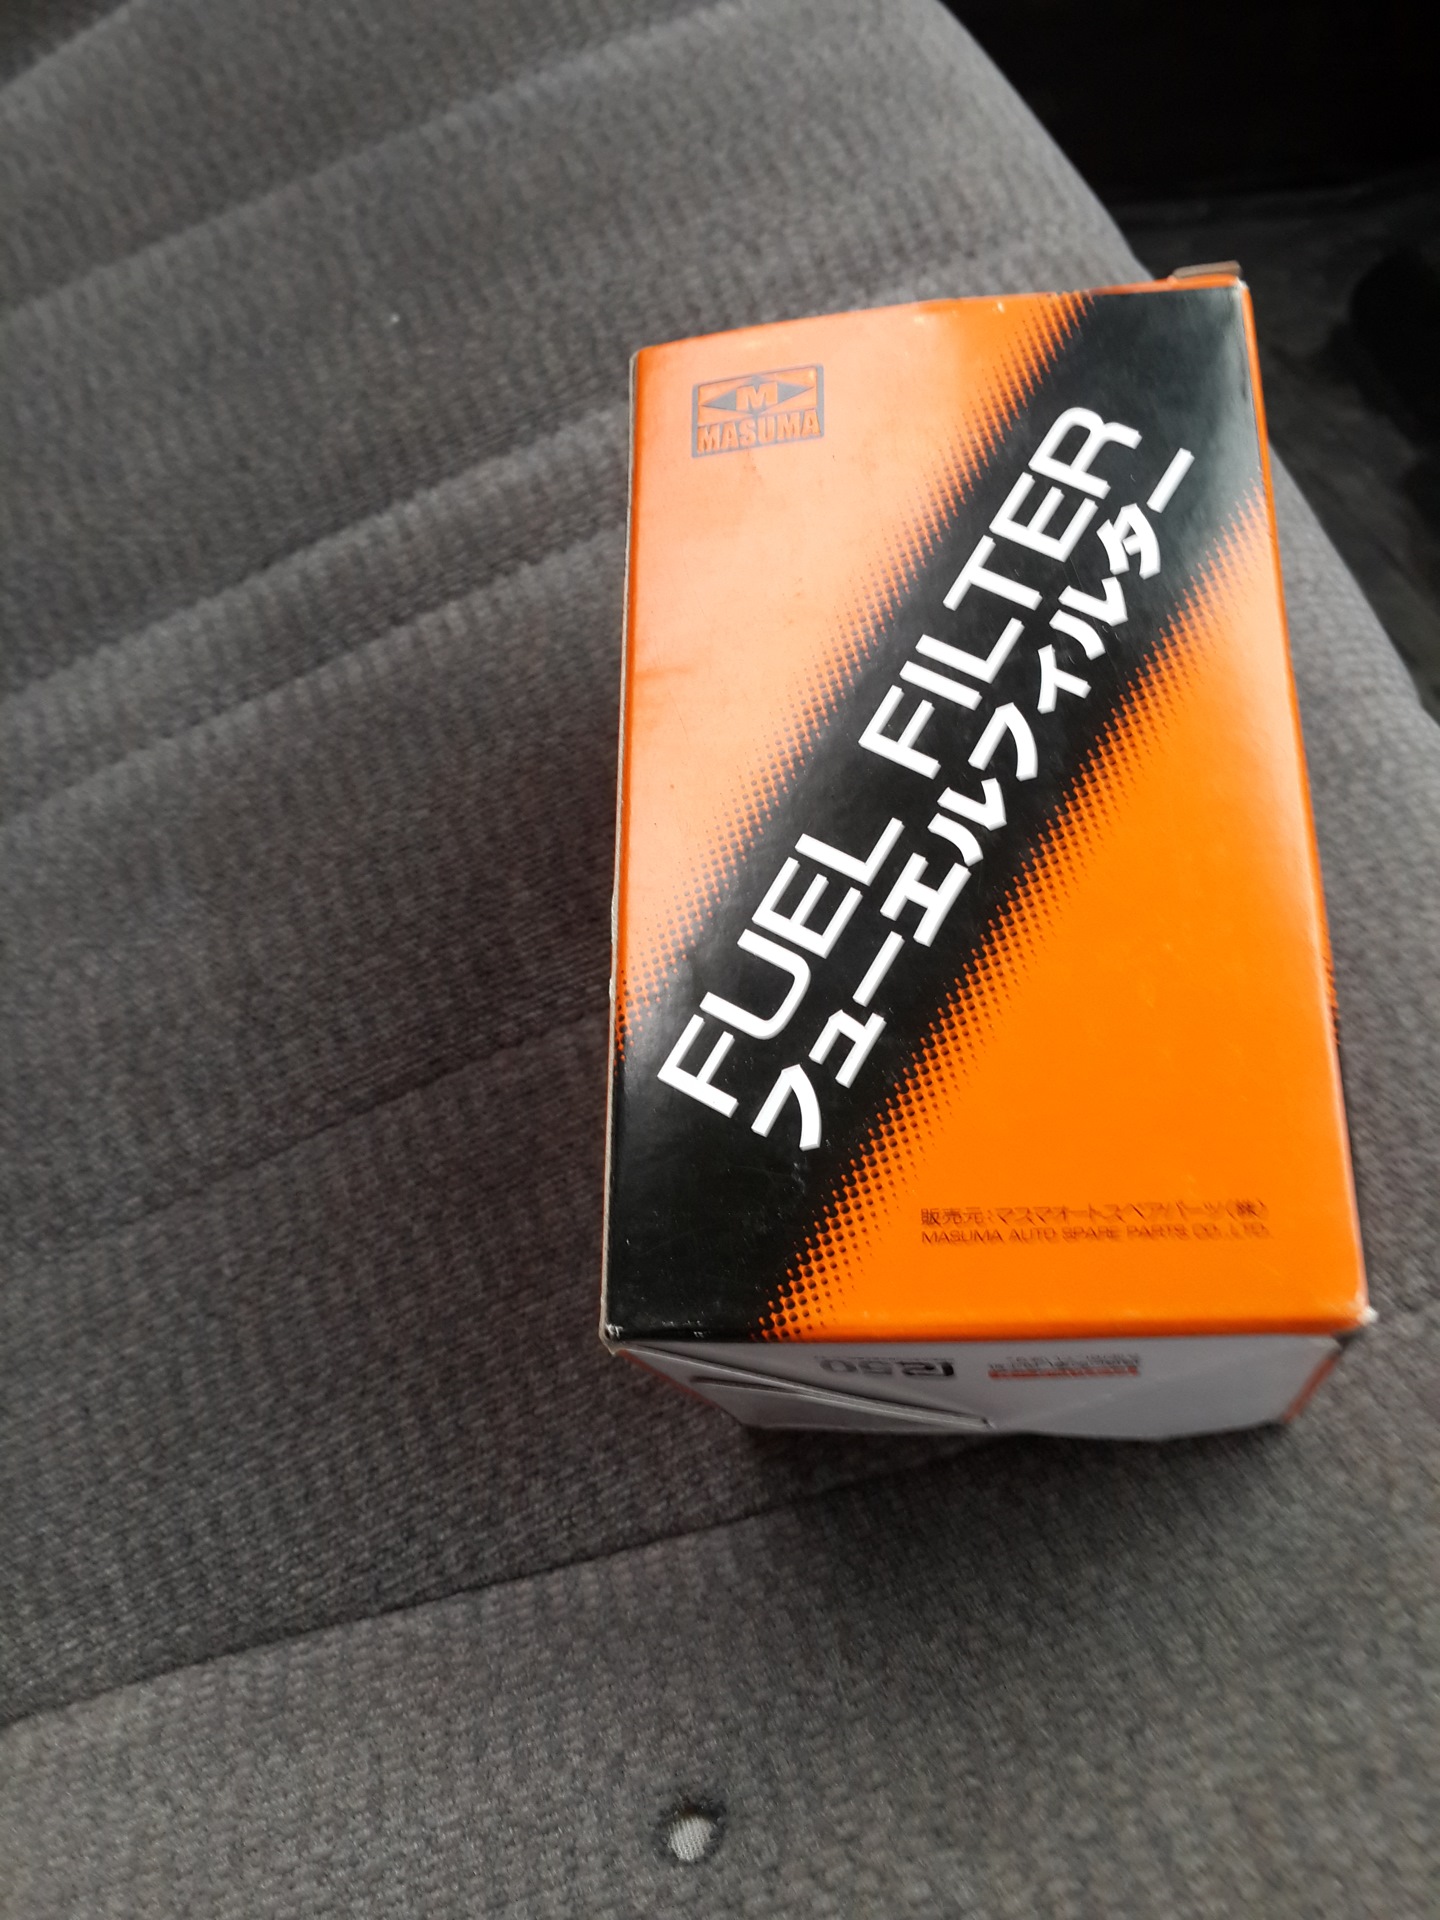 M
MASUMA
FUEL FILTER
フューエルフィルター
販売元:マスマオートスペアパーツ(株)
MASUMA AUTO SPARE PARTS CO., LTD.